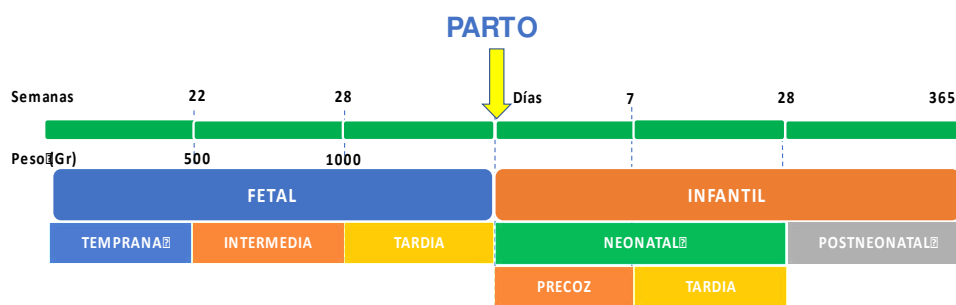 PARTO
Semanas 22 28 Días 7 28 365
Peso (Gr) 500 1000
FETAL INFANTIL
TEMPRANA INTERMEDIA TARDIA NEONATAL POSTNEONATAL
PRECOZ TARDIA